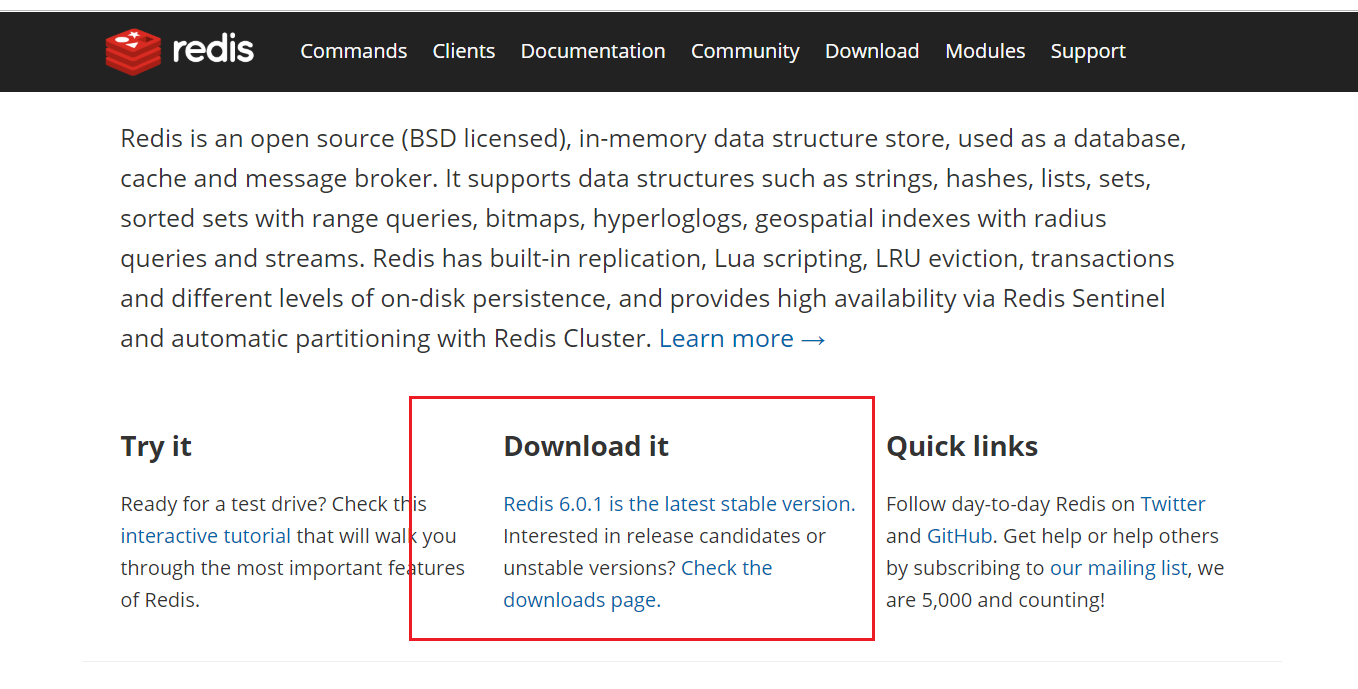 redis Commands Clients Documentation Community Download Modules Support
Redis is an open source (BSD licensed), in-memory data structure store, used as a database,
cache and message broker. It supports data structures such as strings, hashes, lists, sets,
sorted sets with range queries, bitmaps, hyperloglogs, geospatial indexes with radius
queries and streams. Redis has built-in replication, Lua scripting, LRU eviction, transactions
and different levels of on-disk persistence, and provides high availability via Redis Sentinel
and automatic partitioning with Redis Cluster. Learn more →
Try it
Ready for a test drive? Check this
interactive tutorial that will walk you
through the most important features
of Redis.
Download it
Redis 6.0.1 is the latest stable version.
Interested in release candidates or
unstable versions? Check the
downloads page.
Quick links
Follow day-to-day Redis on Twitter
and GitHub. Get help or help others
by subscribing to our mailing list, we
are 5,000 and counting!